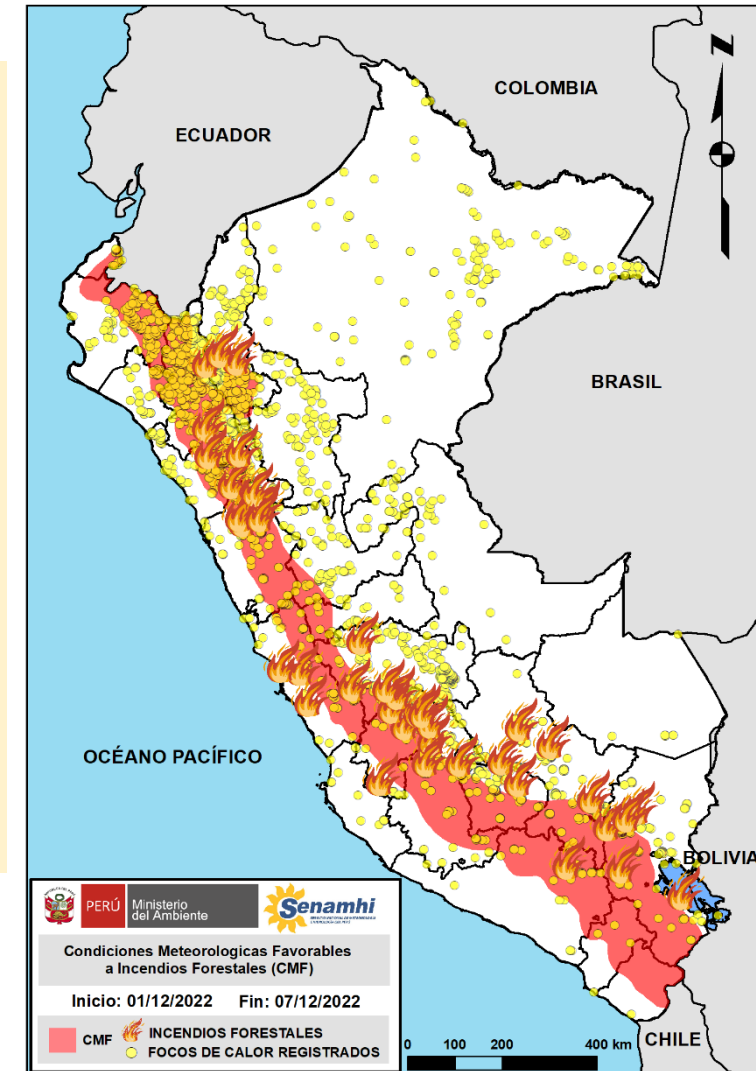 COLOMBIA
N
ECUADOR
BRASIL
OCÉANO PACÍFICO
BOLIVIA
PERÚ
Ministerio
del Ambiente
Senamhi
Condiciones Meteorologicas Favorables
a Incendios Forestales (CMF)
Inicio: 01/12/2022 Fin: 07/12/2022
CMF INCENDIOS FORESTALES
FOCOS DE CALOR REGISTRADOS
0 100 200 400 km
CHILE